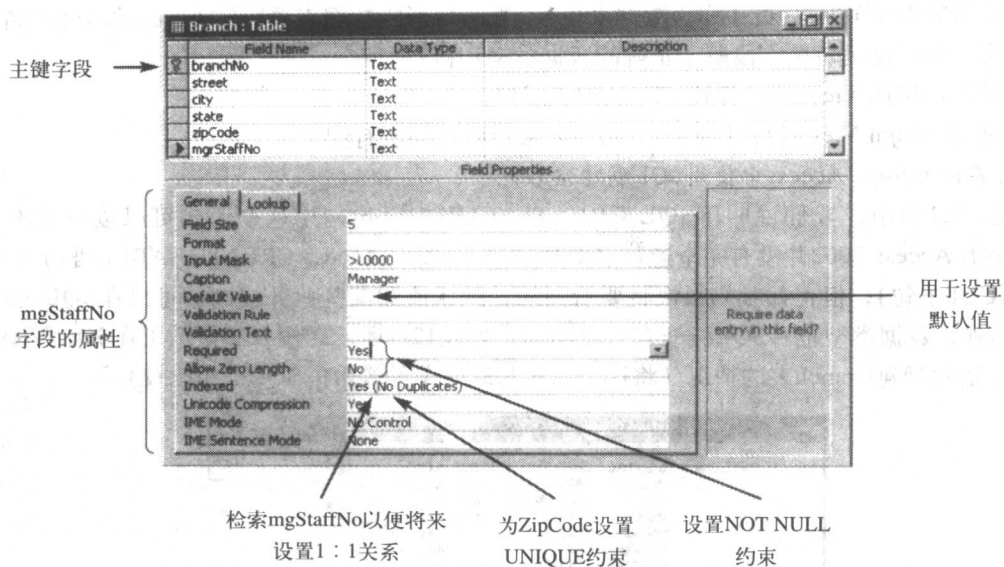 Branch : Table
Field Name Data Type Description
主键字段
branchNo Text
street Text
city Text
state Text
zipCode Text
mgrStaffNo Text
Field Properties
General Lookup
Field Size 5
Format
Input Mask >L0000
Caption Manager
Default Value
Validation Rule
Validation Text
Required Yes
Allow Zero Length No
Indexed Yes (No Duplicates)
Unicode Compression Yes
IME Mode No Control
IME Sentence Mode None
Require data
entry in this field?
mgStaffNo
字段的属性
用于设置
默认值
检索mgStaffNo以便将来
设置1：1关系
为ZipCode设置
UNIQUE约束
设置NOT NULL
约束